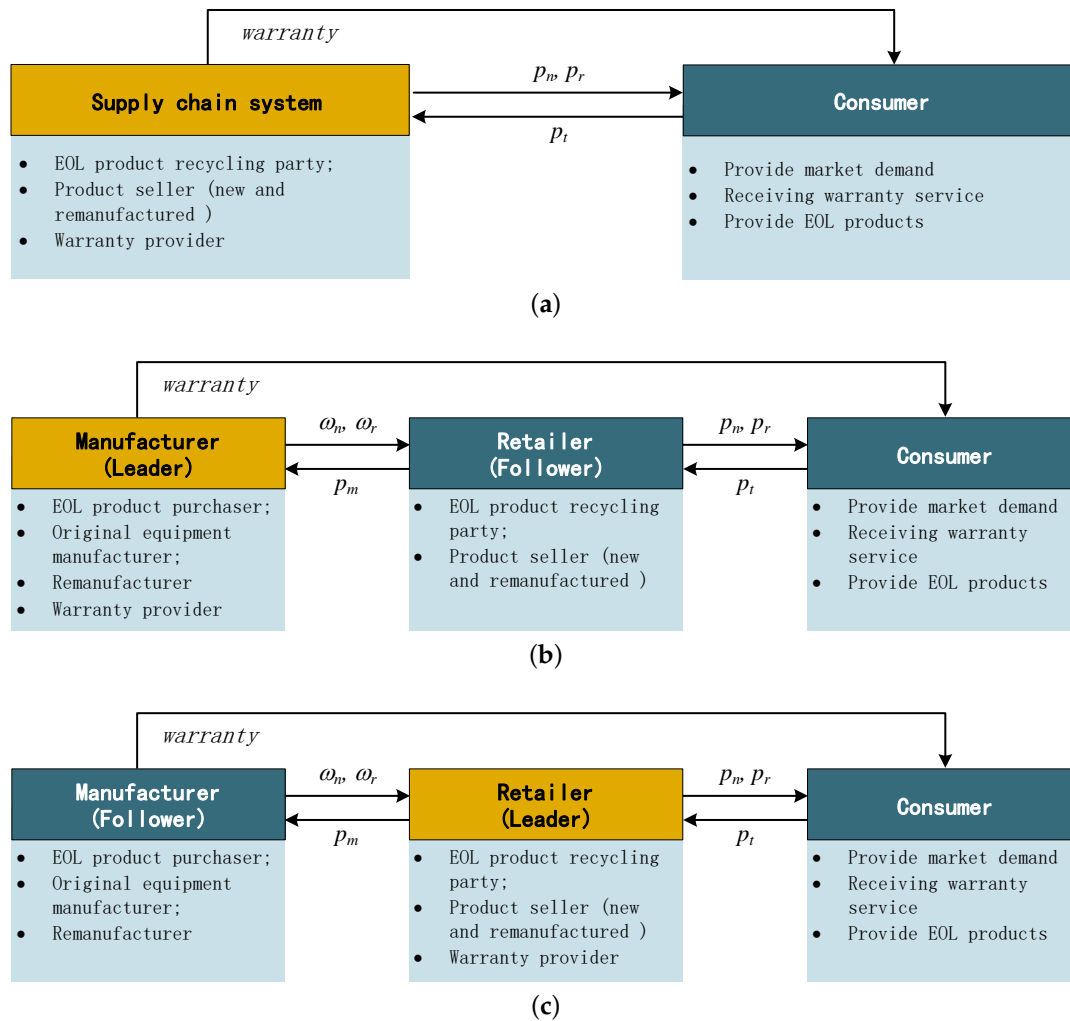 warranty
Supply chain system
pn, pr
pt
Consumer
• EOL product recycling party;
• Product seller (new and
remanufactured )
• Warranty provider
• Provide market demand
• Receiving warranty service
• Provide EOL products
(a)
warranty
Manufacturer
(Leader)
ωn, ωr
pm
Retailer
(Follower)
pn, pr
pt
Consumer
• EOL product purchaser;
• Original equipment
manufacturer;
• Remanufacturer
• Warranty provider
• EOL product recycling
party;
• Product seller (new
and remanufactured )
• Provide market demand
• Receiving warranty
service
• Provide EOL products
(b)
warranty
Manufacturer
(Follower)
ωn, ωr
pm
Retailer
(Leader)
pn, pr
pt
Consumer
• EOL product purchaser;
• Original equipment
manufacturer;
• Remanufacturer
• EOL product recycling
party;
• Product seller (new
and remanufactured )
• Warranty provider
• Provide market demand
• Receiving warranty
service
• Provide EOL products
(c)